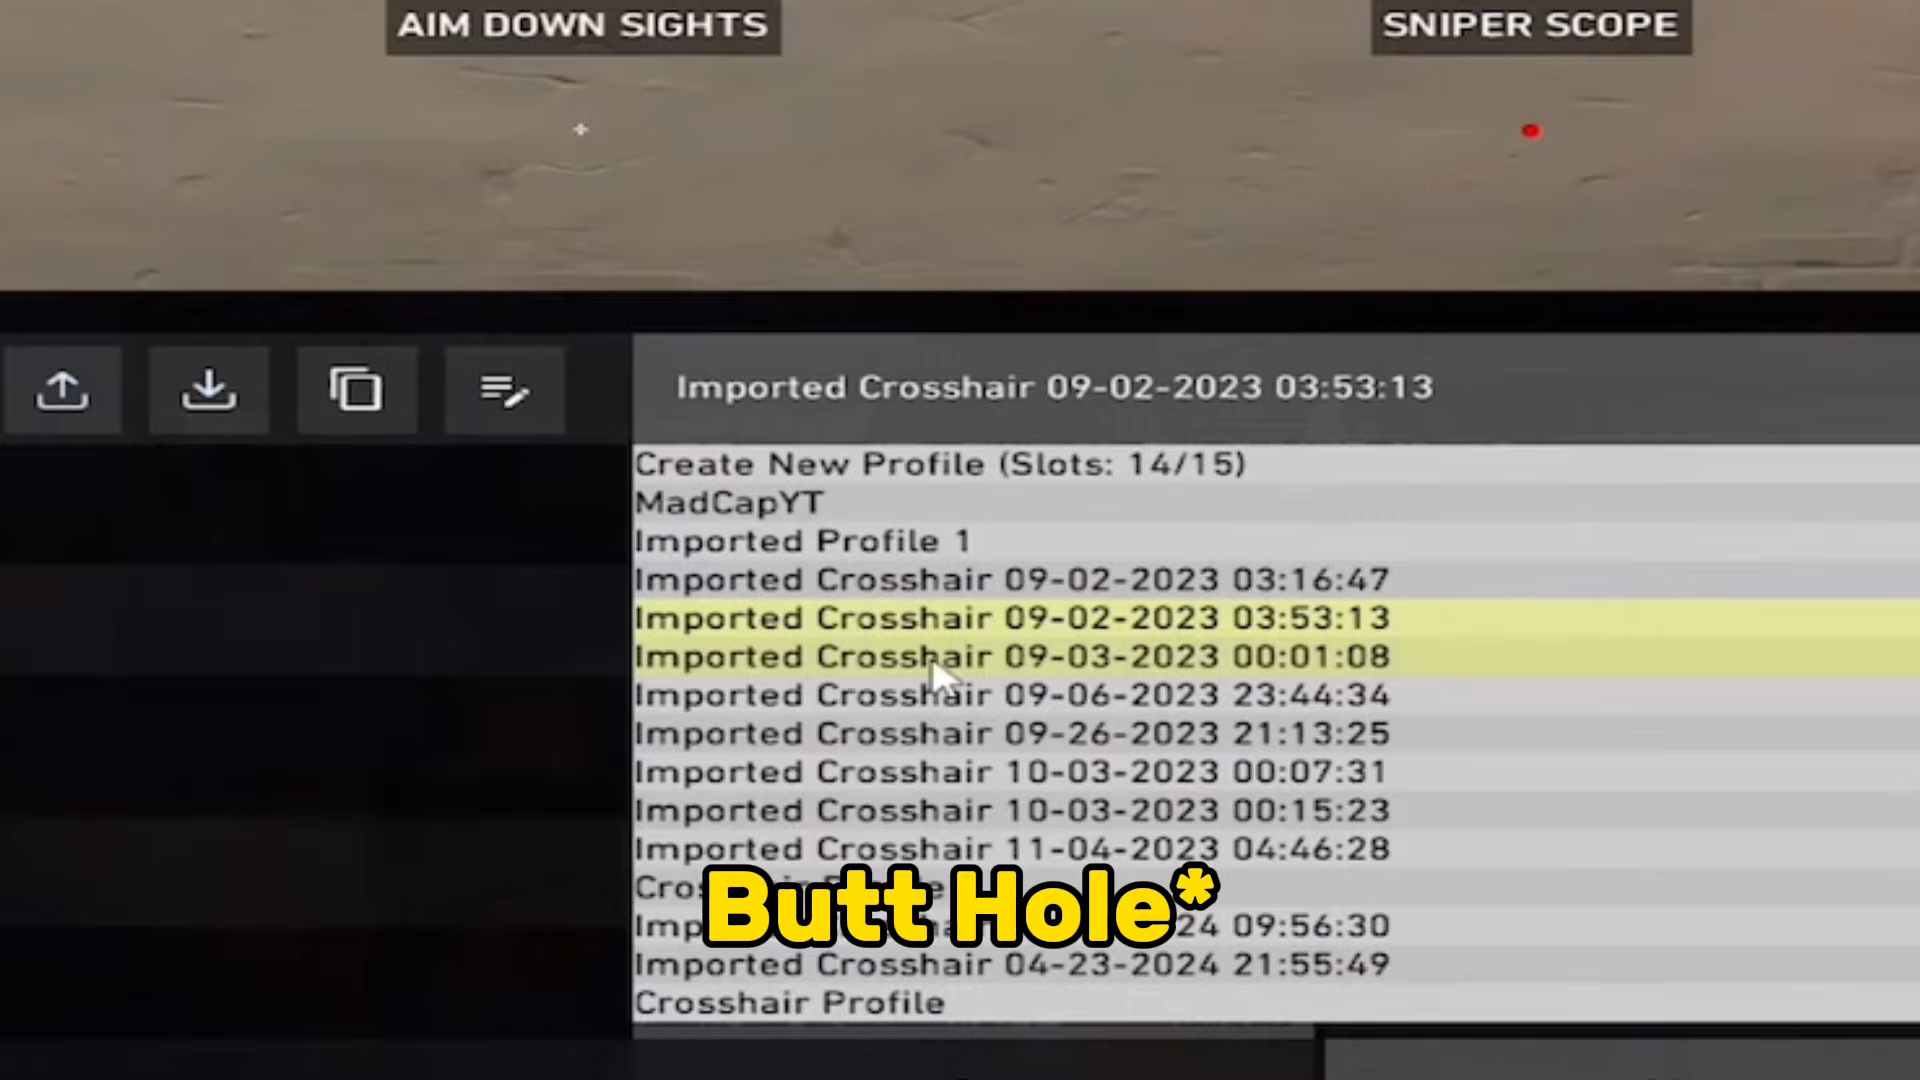 AIM DOWN SIGHTS
SNIPER SCOPE
Imported Crosshair 09-02-2023 03:53:13
Create New Profile (Slots: 14/15)
MadCapYT
Imported Profile 1
Imported Crosshair 09-02-2023 03:16:47
Imported Crosshair 09-02-2023 03:53:13
Imported Crosshair 09-03-2023 00:01:08
Imported Crosshair 09-06-2023 23:44:34
Imported Crosshair 09-26-2023 21:13:25
Imported Crosshair 10-03-2023 00:07:31
Imported Crosshair 10-03-2023 00:15:23
Imported Crosshair 11-04-2023 04:46:28
Butt Hole*
09:56:30
Imported Crosshair 04-23-2024 21:55:49
Crosshair Profile